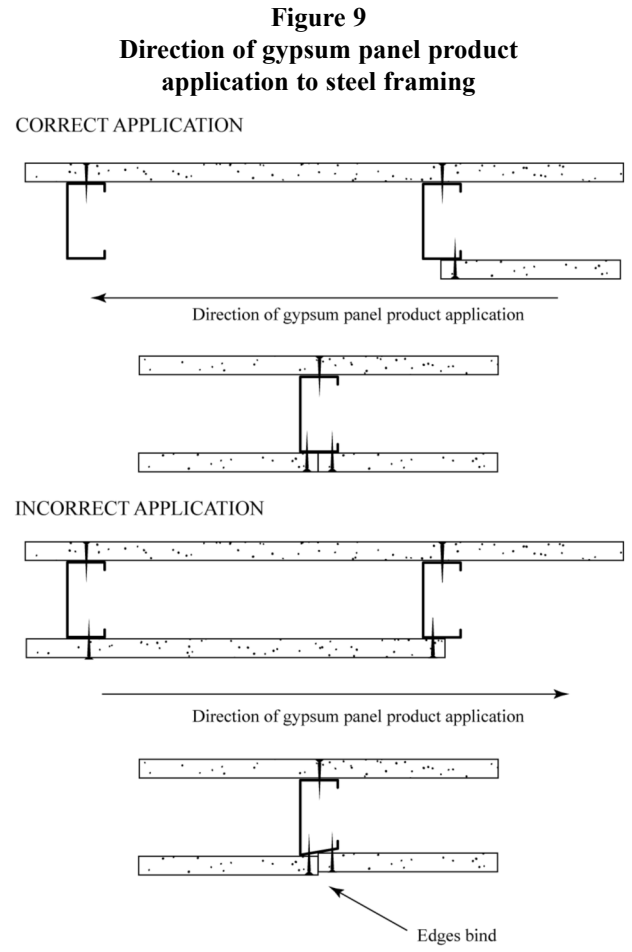 Figure 9
Direction of gypsum panel product
application to steel framing
CORRECT APPLICATION
Direction of gypsum panel product application
INCORRECT APPLICATION
Direction of gypsum panel product application
Edges bind